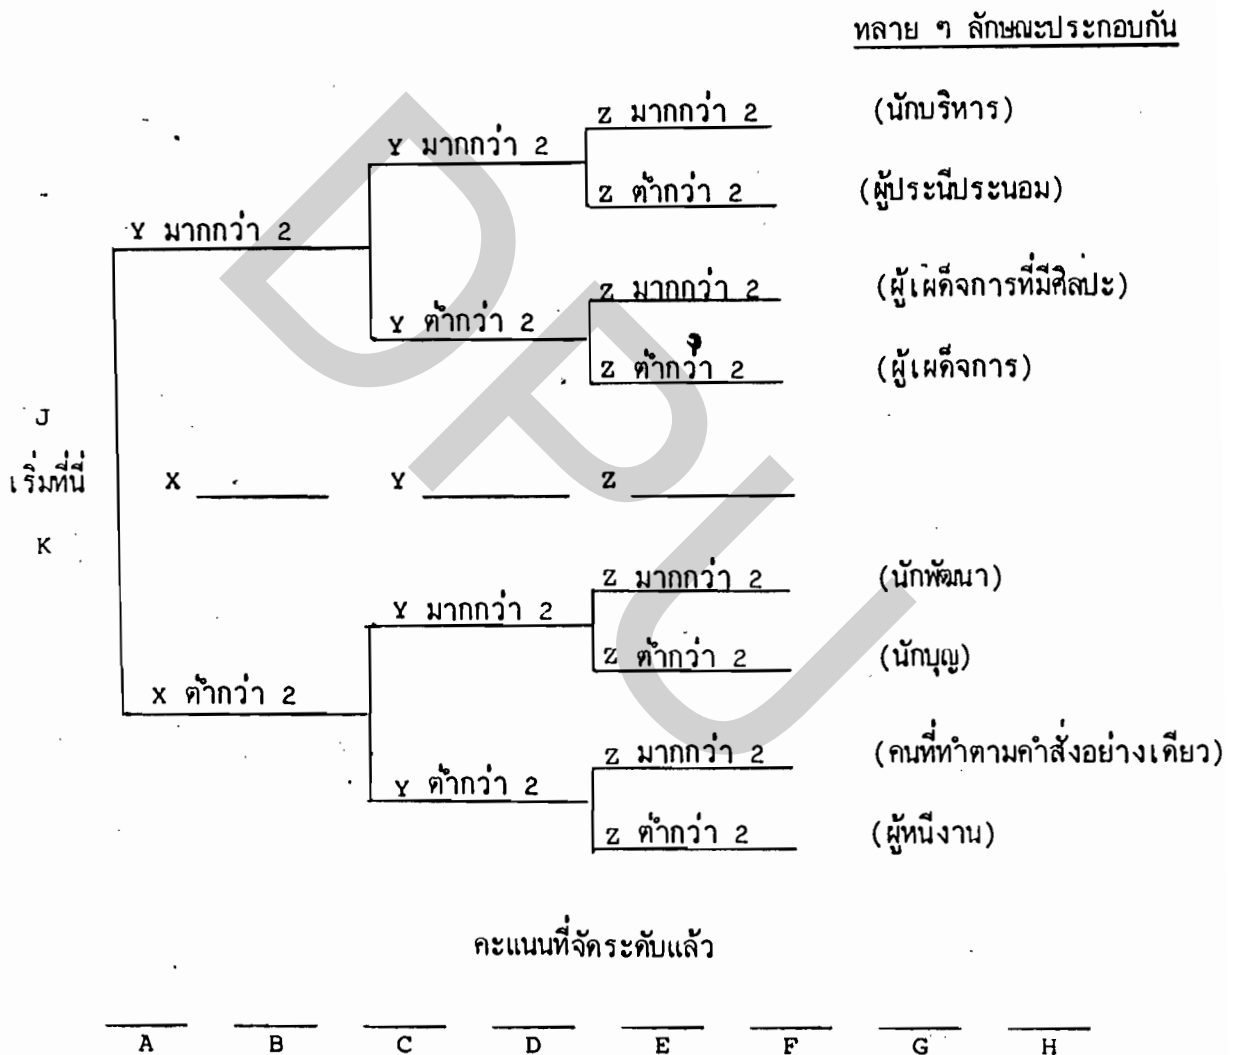 หลาย ๆ ลักษณะประกอบกัน
Z มากกว่า 2 (นักบริหาร)
Y มากกว่า 2
Z ต่ำกว่า 2 (ผู้ประนีประนอม)
Y มากกว่า 2
Z มากกว่า 2 (ผู้เผด็จการที่มีศิลปะ)
Y ต่ำกว่า 2
Z ต่ำกว่า 2 (ผู้เผด็จการ)
J
เริ่มที่นี่ X Y Z
K
Z มากกว่า 2 (นักพัฒนา)
Y มากกว่า 2
Z ต่ำกว่า 2 (นักบุญ)
X ต่ำกว่า 2
Z มากกว่า 2 (คนที่ทำตามคำสั่งอย่างเดียว)
Y ต่ำกว่า 2
Z ต่ำกว่า 2 (ผู้หนีงาน)
คะแนนที่จัดระดับแล้ว
A B C D E F G H
DPU